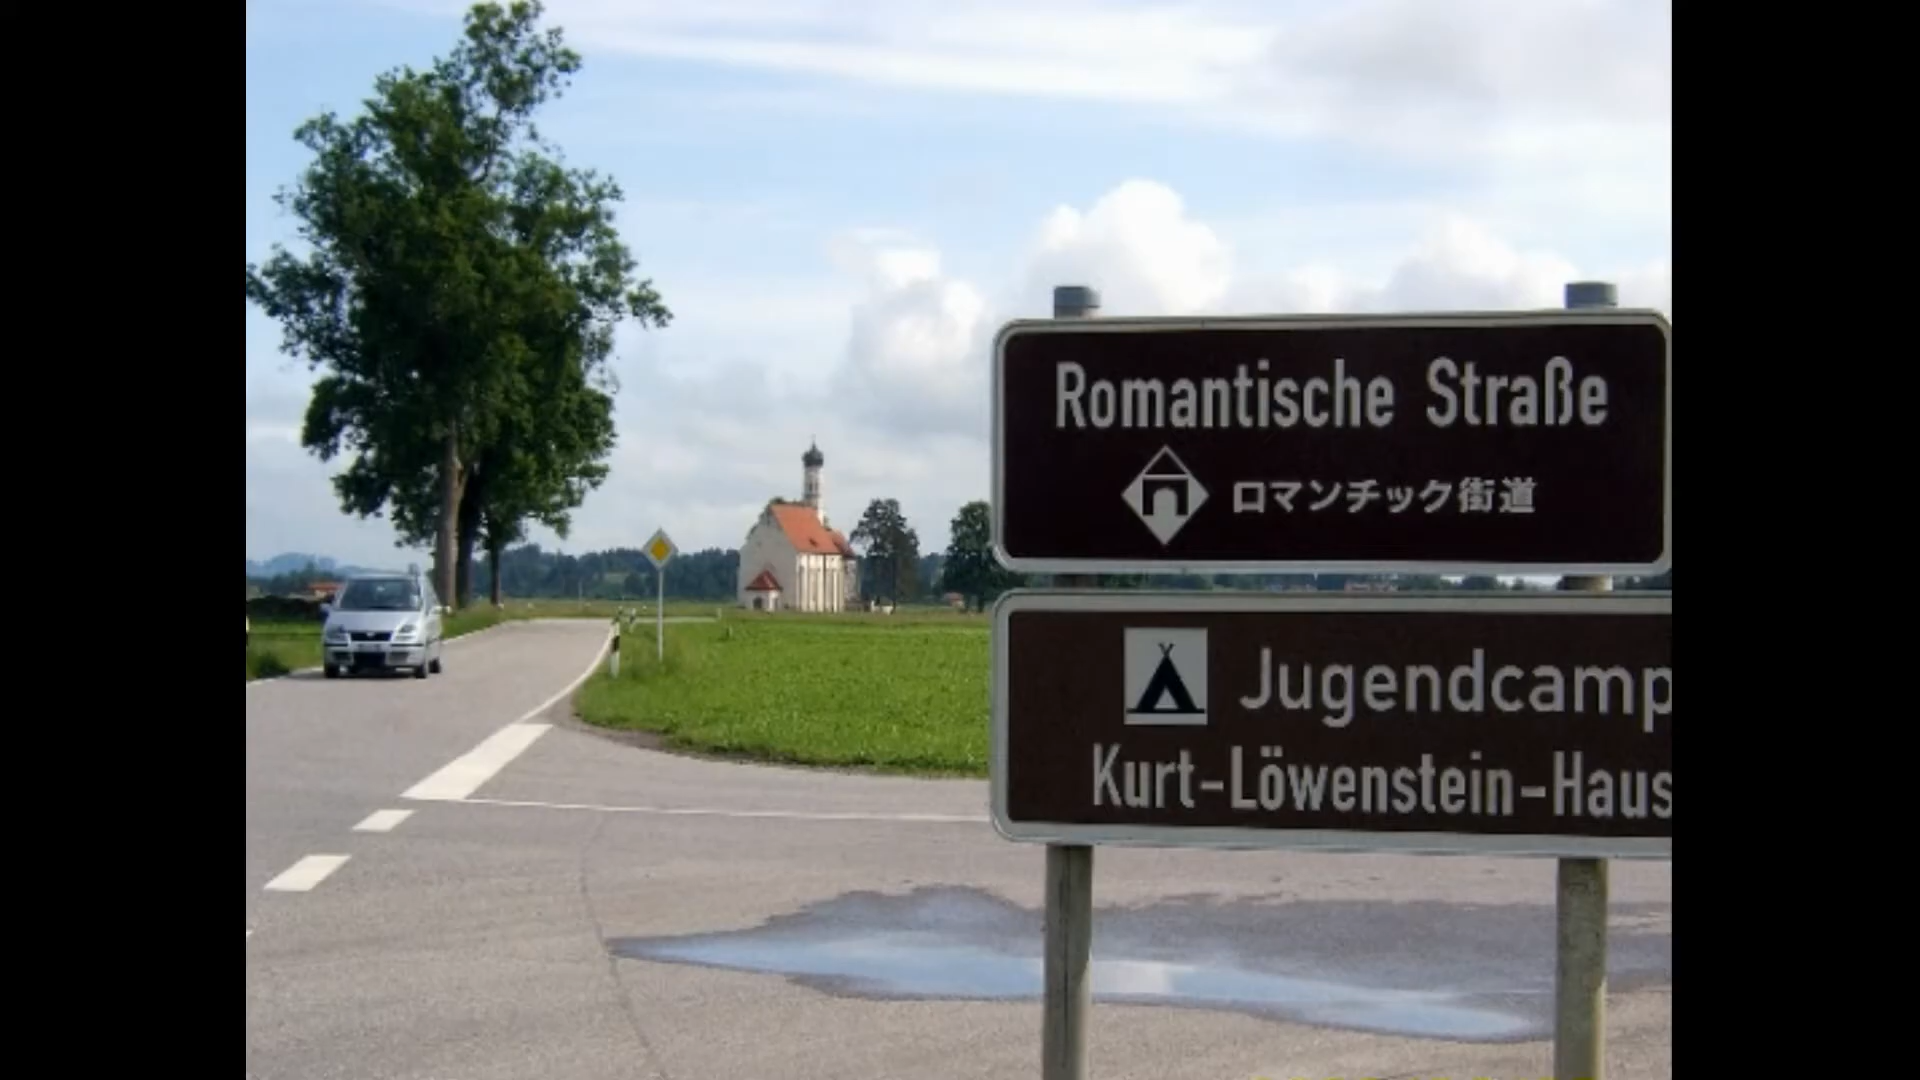 Romantische Straße
ロマンチック街道
Jugendcamp
Kurt-Löwenstein-Haus